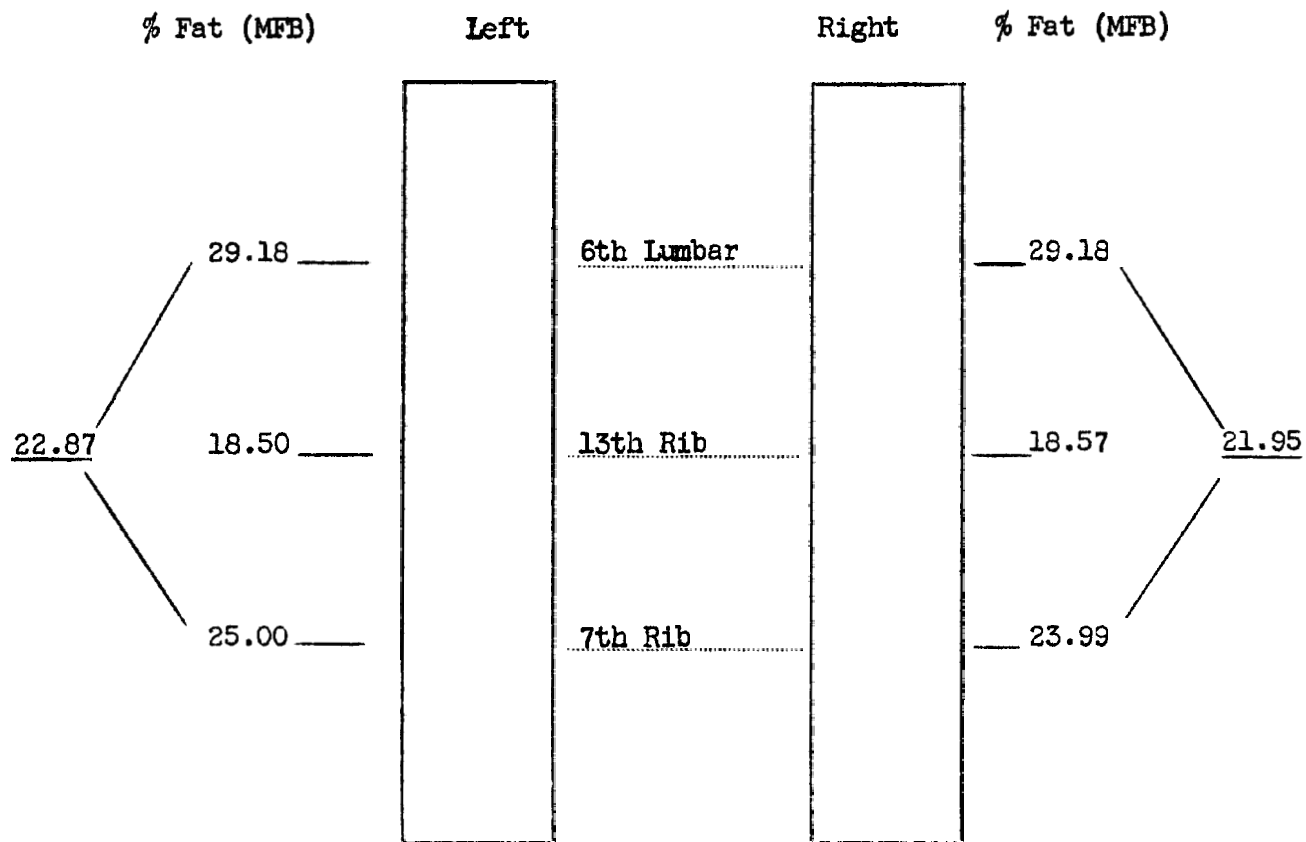 % Fat (MFB) Left Right % Fat (MFB)
29.18 6th Lumbar 29.18
22.87 18.50 13th Rib 18.57 21.95
25.00 7th Rib 23.99